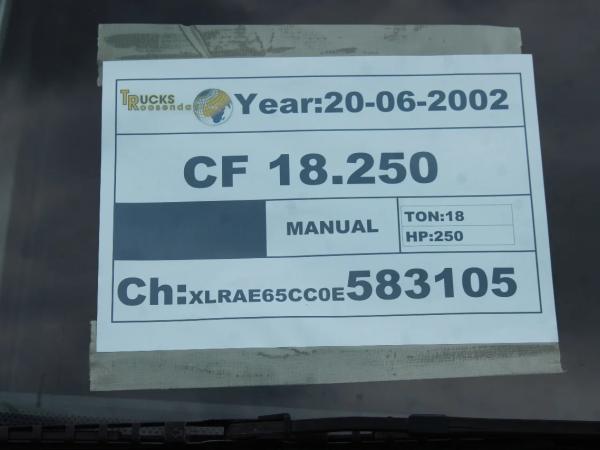 TRUCKS
Roosendaal Year:20-06-2002
CF 18.250
MANUAL
TON:18
HP:250
Ch:XLRAE65CC0E583105